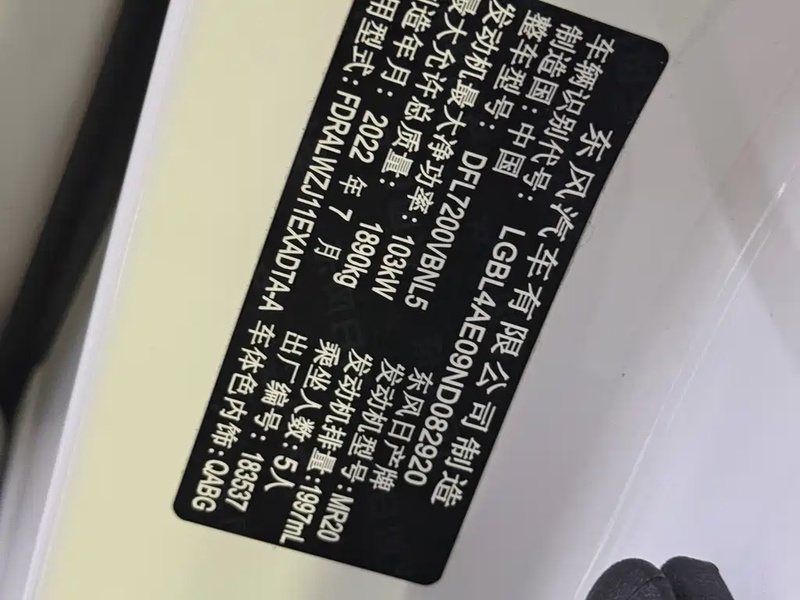 东风汽车有限公司制造
车辆识别代号: LGBL4AE09ND082920
制造国: 中国 东风日产牌
整车型号: DFL7200VBNL5 发动机型号: MR20
发动机最大净功率: 103kW 发动机排量: 1997mL
最大允许总质量: 1890kg 乘坐人数: 5人
制造年月: 2022 年 7 月 出厂编号: 183537
用型式: FDRALWZJ11EXADTA-A 车体色内饰: QABG